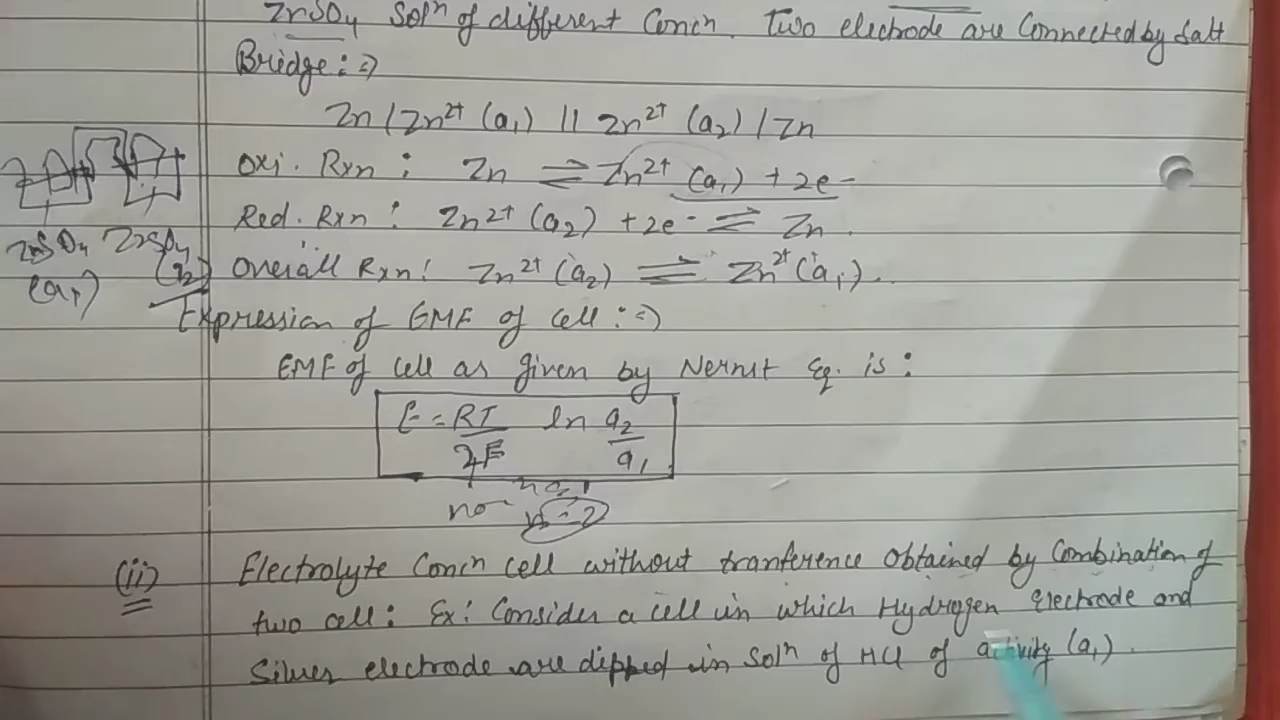 ZnSO4 Solⁿ of different Concn. Two electrode are Connected by Salt
Bridge :=>
Zn / Zn²⁺ (a₁) || Zn²⁺ (a₂) / Zn
Oxi. Rxn : Zn ⇌ Zn²⁺ (a₁) + 2e-
Red. Rxn : Zn²⁺ (a₂) + 2e- ⇌ Zn.
ZnSO4 ZnSO4
(a₁) (a₂)
Overall Rxn : Zn²⁺ (a₂) ⇌ Zn²⁺ (a₁).
Expression of EMF of Cell :=>
EMF of Cell as given by Nernst Eq. is :
E = RT/2F ln a₂/a₁
no
n=2
(ii) Electrolyte Concn cell without tranference Obtained by Combination of
two cell: Ex: Consider a cell in which Hydrogen Electrode and
Silver electrode are dipped in Solⁿ of HCl of activity (a₁).